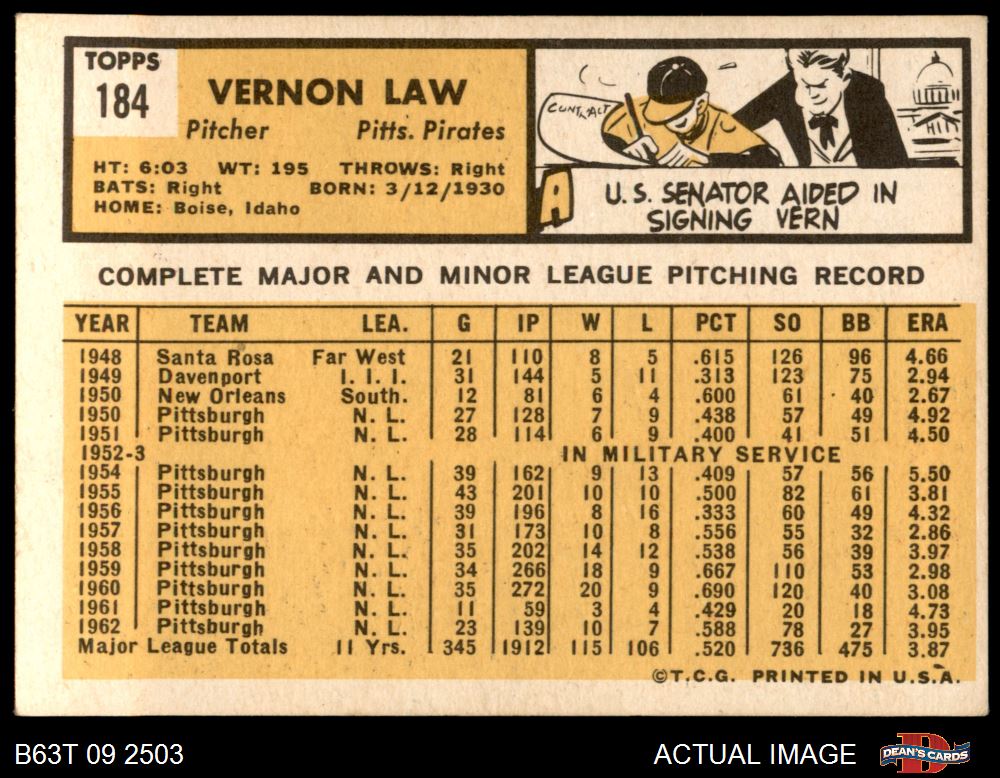 TOPPS
184
VERNON LAW
Pitcher Pitts. Pirates
HT: 6:03 WT: 195 THROWS: Right
BATS: Right BORN: 3/12/1930
HOME: Boise, Idaho
CONTRACT
A
U.S. SENATOR AIDED IN
SIGNING VERN
COMPLETE MAJOR AND MINOR LEAGUE PITCHING RECORD
YEAR TEAM LEA. G IP W L PCT SO BB ERA
1948 Santa Rosa Far West 21 110 8 5 .615 126 96 4.66
1949 Davenport I. I. I. 31 144 5 11 .313 123 75 2.94
1950 New Orleans South. 12 81 6 4 .600 61 40 2.67
1950 Pittsburgh N. L. 27 128 7 9 .438 57 49 4.92
1951 Pittsburgh N. L. 28 114 6 9 .400 41 51 4.50
1952-3 IN MILITARY SERVICE
1954 Pittsburgh N. L. 39 162 9 13 .409 57 56 5.50
1955 Pittsburgh N. L. 43 201 10 10 .500 82 61 3.81
1956 Pittsburgh N. L. 39 196 8 16 .333 60 49 4.32
1957 Pittsburgh N. L. 31 173 10 8 .556 55 32 2.86
1958 Pittsburgh N. L. 35 202 14 12 .538 56 39 3.97
1959 Pittsburgh N. L. 34 266 18 9 .667 110 53 2.98
1960 Pittsburgh N. L. 35 272 20 9 .690 120 40 3.08
1961 Pittsburgh N. L. 11 59 3 4 .429 20 18 4.73
1962 Pittsburgh N. L. 23 139 10 7 .588 78 27 3.95
Major League Totals 11 Yrs. 345 1912 115 106 .520 736 475 3.87
©T.C.G. PRINTED IN U.S.A.
B63T 09 2503 ACTUAL IMAGE D DEAN'S CARDS